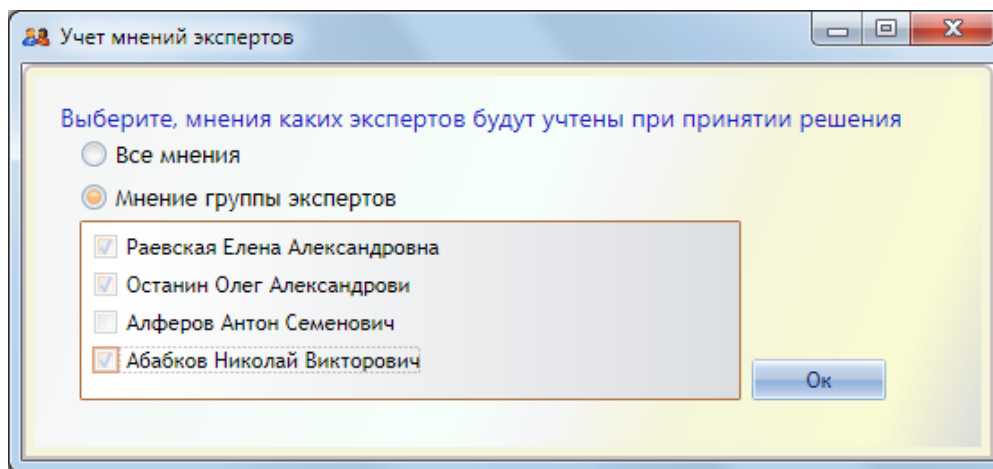 Учет мнений экспертов
Выберите, мнения каких экспертов будут учтены при принятии решения
Все мнения
Мнение группы экспертов
Раевская Елена Александровна
Останин Олег Александрови
Алферов Антон Семенович
Абабков Николай Викторович
Ок